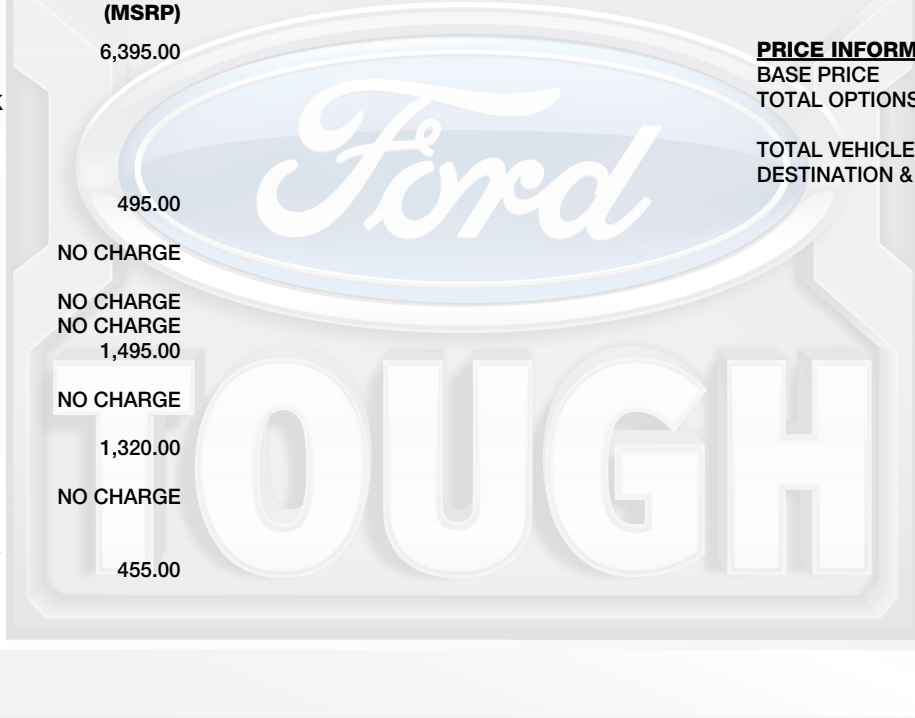 (MSRP)
6,395.00
495.00
NO CHARGE
NO CHARGE
NO CHARGE
1,495.00
NO CHARGE
1,320.00
NO CHARGE
455.00
PRICE INFORM
BASE PRICE
TOTAL OPTIONS
TOTAL VEHICLE
DESTINATION &
Ford
TOUGH